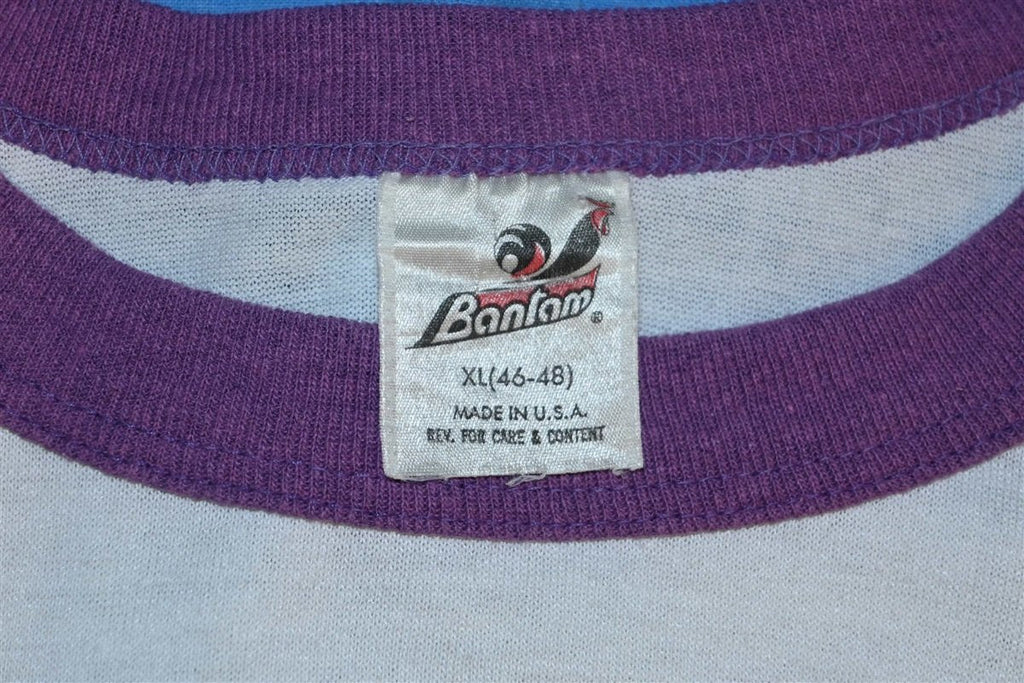 Bantam®
XL(46-48)
MADE IN U.S.A.
REV. FOR CARE & CONTENT